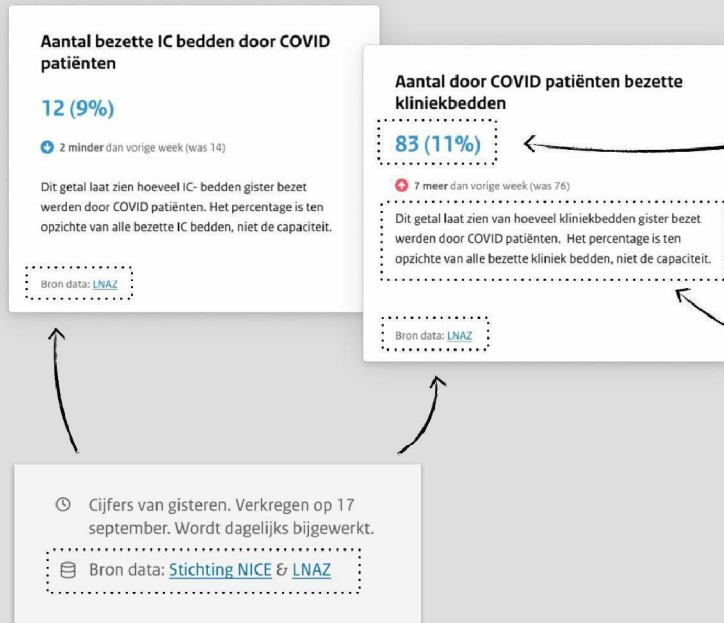 Aantal bezette IC bedden door COVID
patiënten
12 (9%)
2 minder dan vorige week (was 14)
Dit getal laat zien hoeveel IC- bedden gister bezet
werden door COVID patiënten. Het percentage is ten
opzichte van alle bezette IC bedden, niet de capaciteit.
Bron data: LNAZ
Aantal door COVID patiënten bezette
kliniekbedden
83 (11%)
7 meer dan vorige week (was 76)
Dit getal laat zien van hoeveel kliniekbedden gister bezet
werden door COVID patiënten. Het percentage is ten
opzichte van alle bezette kliniek bedden, niet de capaciteit.
Bron data: LNAZ
Cijfers van gisteren. Verkregen op 17
september. Wordt dagelijks bijgewerkt.
Bron data: Stichting NICE & LNAZ